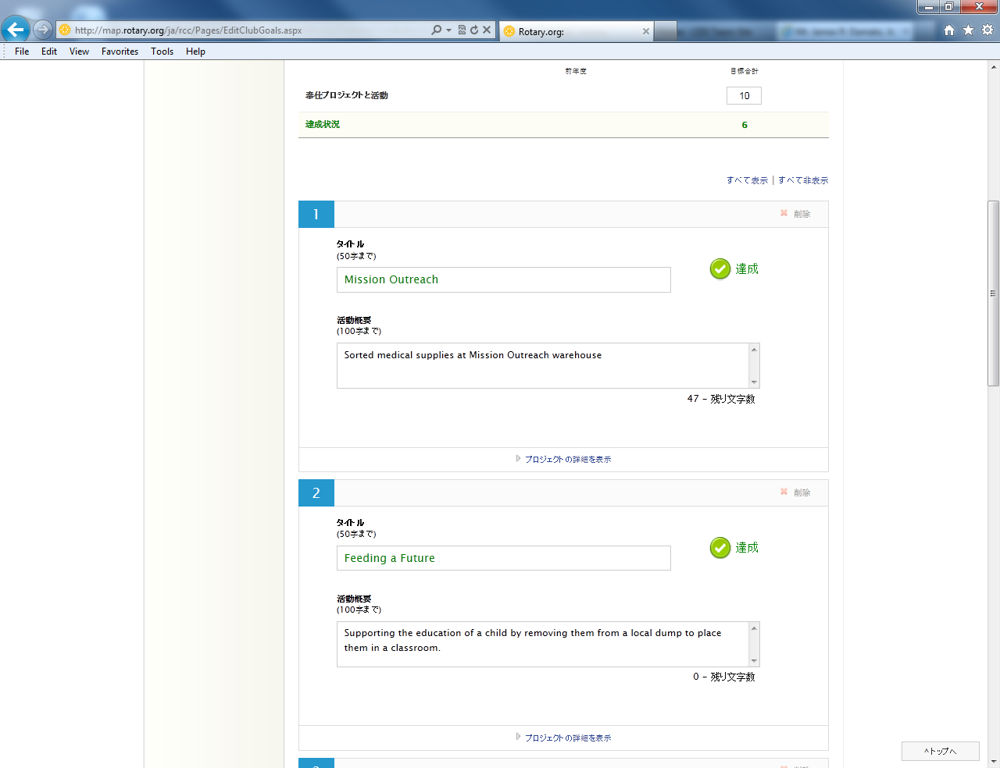 http://map.rotary.org/ja/rcc/Pages/EditClubGoals.aspx
Rotary.org:
File Edit View Favorites Tools Help
前年度 目標合計
奉仕プロジェクトと活動 10
達成状況 6
すべて表示 | すべて非表示
1 削除
タイトル
(50字まで)
Mission Outreach
達成
活動概要
(100字まで)
Sorted medical supplies at Mission Outreach warehouse
47 - 残り文字数
プロジェクトの詳細を表示
2 削除
タイトル
(50字まで)
Feeding a Future
達成
活動概要
(100字まで)
Supporting the education of a child by removing them from a local dump to place
them in a classroom.
0 - 残り文字数
プロジェクトの詳細を表示
^トップへ